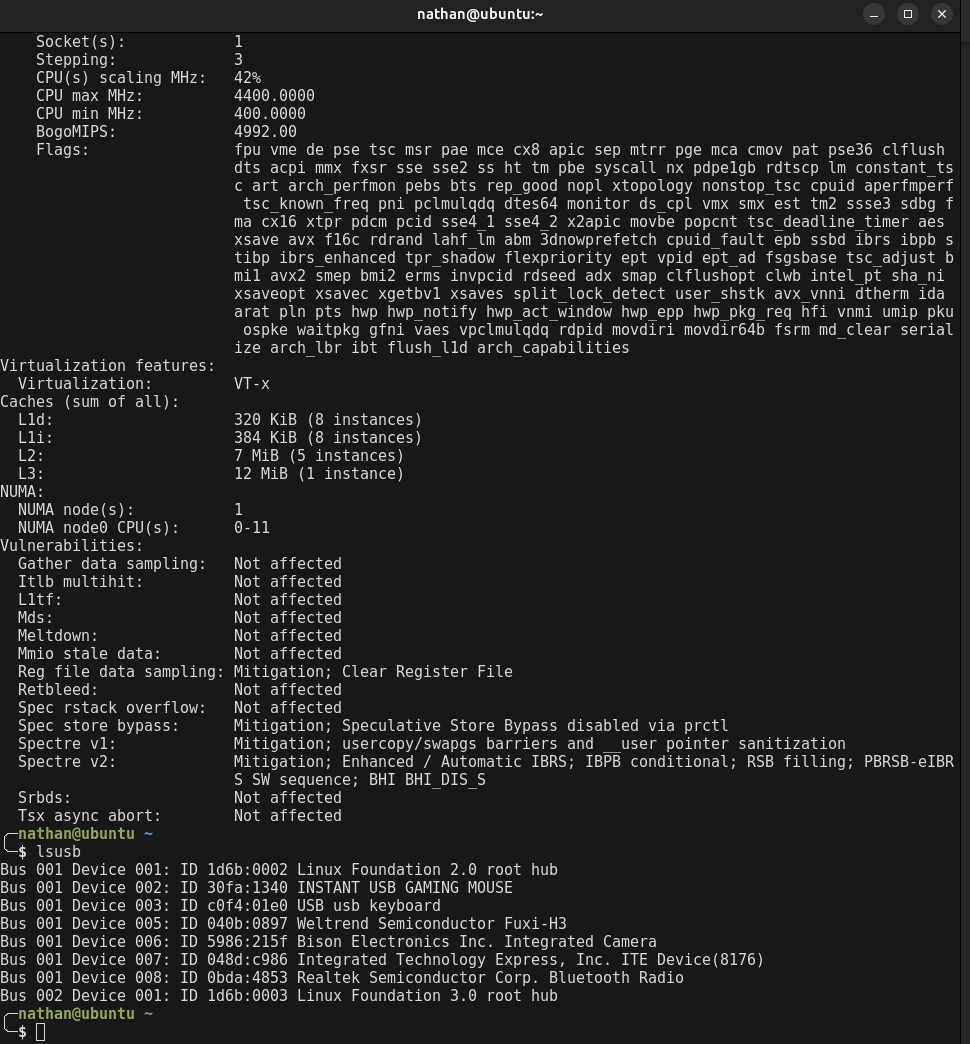 nathan@ubuntu:~
Socket(s): 1
Stepping: 3
CPU(s) scaling MHz: 42%
CPU max MHz: 4400.0000
CPU min MHz: 400.0000
BogoMIPS: 4992.00
Flags: fpu vme de pse tsc msr pae mce cx8 apic sep mtrr pge mca cmov pat pse36 clflush
dts acpi mmx fxsr sse sse2 ss ht tm pbe syscall nx pdpe1gb rdtscp lm constant_ts
c art arch_perfmon pebs bts rep_good nopl xtopology nonstop_tsc cpuid aperfmperf
tsc_known_freq pni pclmulqdq dtes64 monitor ds_cpl vmx smx est tm2 ssse3 sdbg f
ma cx16 xtpr pdcm pcid sse4_1 sse4_2 x2apic movbe popcnt tsc_deadline_timer aes
xsave avx f16c rdrand lahf_lm abm 3dnowprefetch cpuid_fault epb ssbd ibrs ibpb s
tibp ibrs_enhanced tpr_shadow flexpriority ept vpid ept_ad fsgsbase tsc_adjust b
mi1 avx2 smep bmi2 erms invpcid rdseed adx smap clflushopt clwb intel_pt sha_ni
xsaveopt xsavec xgetbv1 xsaves split_lock_detect user_shstk avx_vnni dtherm ida
arat pln pts hwp hwp_notify hwp_act_window hwp_epp hwp_pkg_req hfi vnmi umip pku
ospke waitpkg gfni vaes vpclmulqdq rdpid movdiri movdir64b fsrm md_clear serial
ize arch_lbr ibt flush_l1d arch_capabilities
Virtualization features:
Virtualization: VT-x
Caches (sum of all):
L1d: 320 KiB (8 instances)
L1i: 384 KiB (8 instances)
L2: 7 MiB (5 instances)
L3: 12 MiB (1 instance)
NUMA:
NUMA node(s): 1
NUMA node0 CPU(s): 0-11
Vulnerabilities:
Gather data sampling: Not affected
Itlb multihit: Not affected
L1tf: Not affected
Mds: Not affected
Meltdown: Not affected
Mmio stale data: Not affected
Reg file data sampling: Mitigation; Clear Register File
Retbleed: Not affected
Spec rstack overflow: Not affected
Spec store bypass: Mitigation; Speculative Store Bypass disabled via prctl
Spectre v1: Mitigation; usercopy/swapgs barriers and __user pointer sanitization
Spectre v2: Mitigation; Enhanced / Automatic IBRS; IBPB conditional; RSB filling; PBRSB-eIBR
S SW sequence; BHI BHI_DIS_S
Srbds: Not affected
Tsx async abort: Not affected
╭─nathan@ubuntu ~
╰─$ lsusb
Bus 001 Device 001: ID 1d6b:0002 Linux Foundation 2.0 root hub
Bus 001 Device 002: ID 30fa:1340 INSTANT USB GAMING MOUSE
Bus 001 Device 003: ID c0f4:01e0 USB usb keyboard
Bus 001 Device 005: ID 040b:0897 Weltrend Semiconductor Fuxi-H3
Bus 001 Device 006: ID 5986:215f Bison Electronics Inc. Integrated Camera
Bus 001 Device 007: ID 048d:c986 Integrated Technology Express, Inc. ITE Device(8176)
Bus 001 Device 008: ID 0bda:4853 Realtek Semiconductor Corp. Bluetooth Radio
Bus 002 Device 001: ID 1d6b:0003 Linux Foundation 3.0 root hub
╭─nathan@ubuntu ~
╰─$